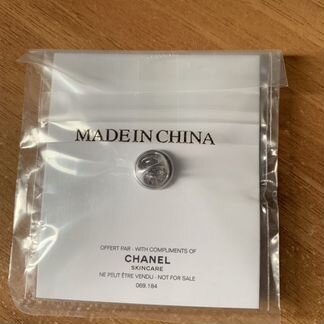 MADE IN CHINA
OFFERT PAR - WITH COMPLIMENTS OF
CHANEL
SKINCARE
NE PEUT ÊTRE VENDU - NOT FOR SALE
069.184